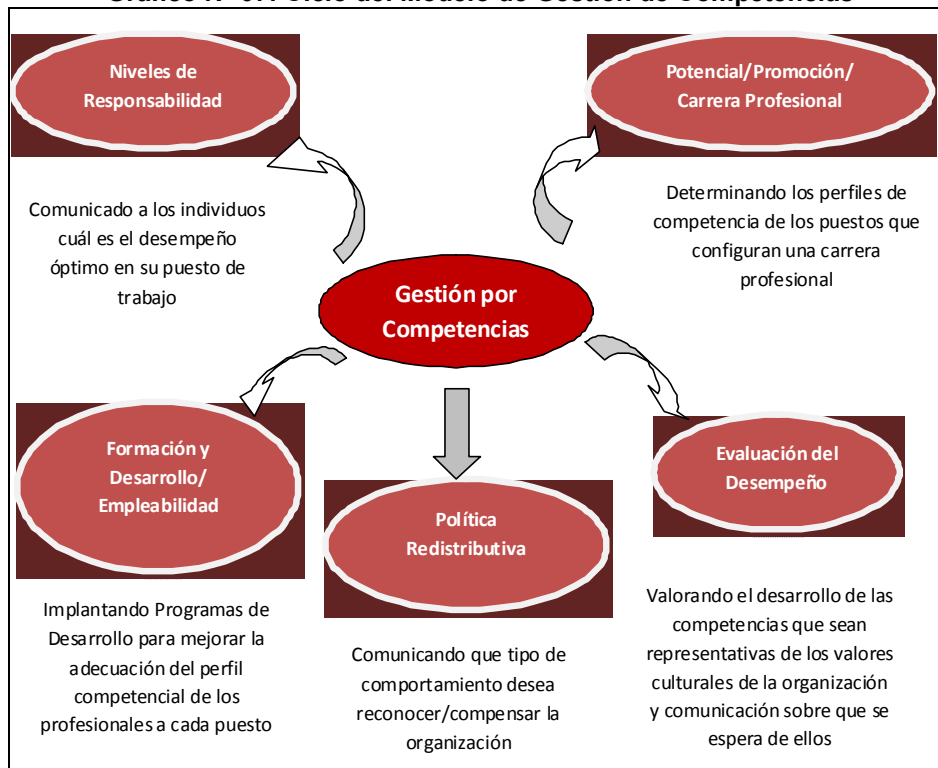 Niveles de
Responsabilidad
Potencial/Promoción/
Carrera Profesional
Comunicado a los individuos
cuál es el desempeño
óptimo en su puesto de
trabajo
Determinando los perfiles de
competencia de los puestos que
configuran una carrera
profesional
Gestión por
Competencias
Formación y
Desarrollo/
Empleabilidad
Política
Redistributiva
Evaluación del
Desempeño
Implantando Programas de
Desarrollo para mejorar la
adecuación del perfil
competencial de los
profesionales a cada puesto
Comunicando que tipo de
comportamiento desea
reconocer/compensar la
organización
Valorando el desarrollo de las
competencias que sean
representativas de los valores
culturales de la organización
y comunicación sobre que se
espera de ellos